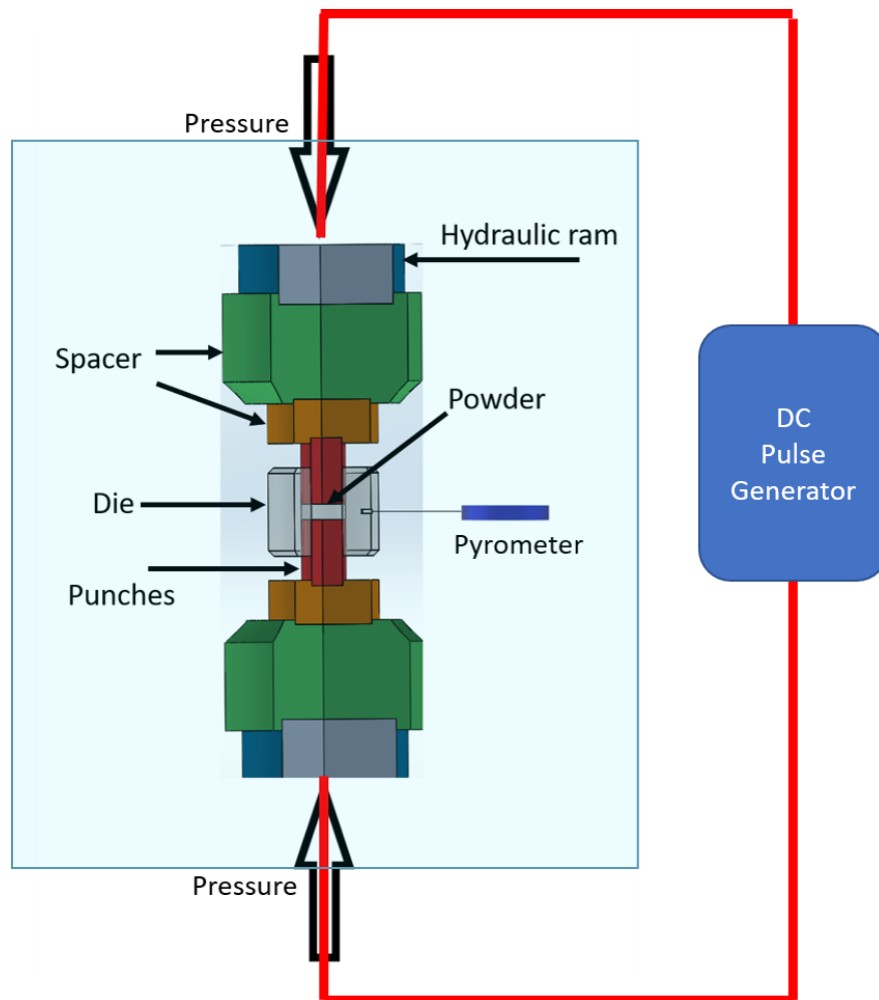 Pressure
Hydraulic ram
Spacer
Powder
DC
Pulse
Generator
Die
Pyrometer
Punches
Pressure